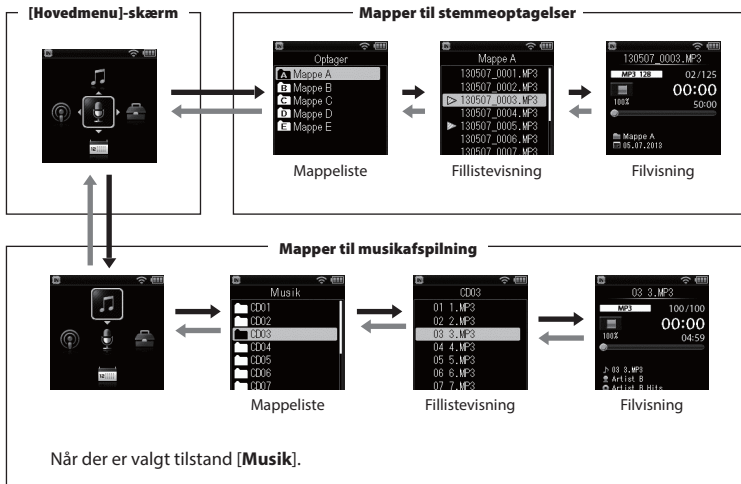 [Hovedmenu]-skærm
Mapper til stemmeoptagelser
Optager
A Mappe A
B Mappe B
C Mappe C
D Mappe D
E Mappe E
Mappeliste
Mappe A
130507_0001.MP3
130507_0002.MP3
130507_0003.MP3
130507_0004.MP3
130507_0005.MP3
130507_0006.MP3
130507_0007.MP3
Fillistevisning
130507_0003.MP3
MP3 128 02/125
00:00
100% 50:00
Mappe A
05.07.2013
Filvisning
Mapper til musikafspilning
Musik
CD01
CD02
CD03
CD04
CD05
CD06
CD07
Mappeliste
CD03
01 1.MP3
02 2.MP3
03 3.MP3
04 4.MP3
05 5.MP3
06 6.MP3
07 7.MP3
Fillistevisning
03 3.MP3
MP3 100/100
00:00
100% 04:59
03 3.MP3
Artist B
Artist B Hits
Filvisning
Når der er valgt tilstand [Musik].